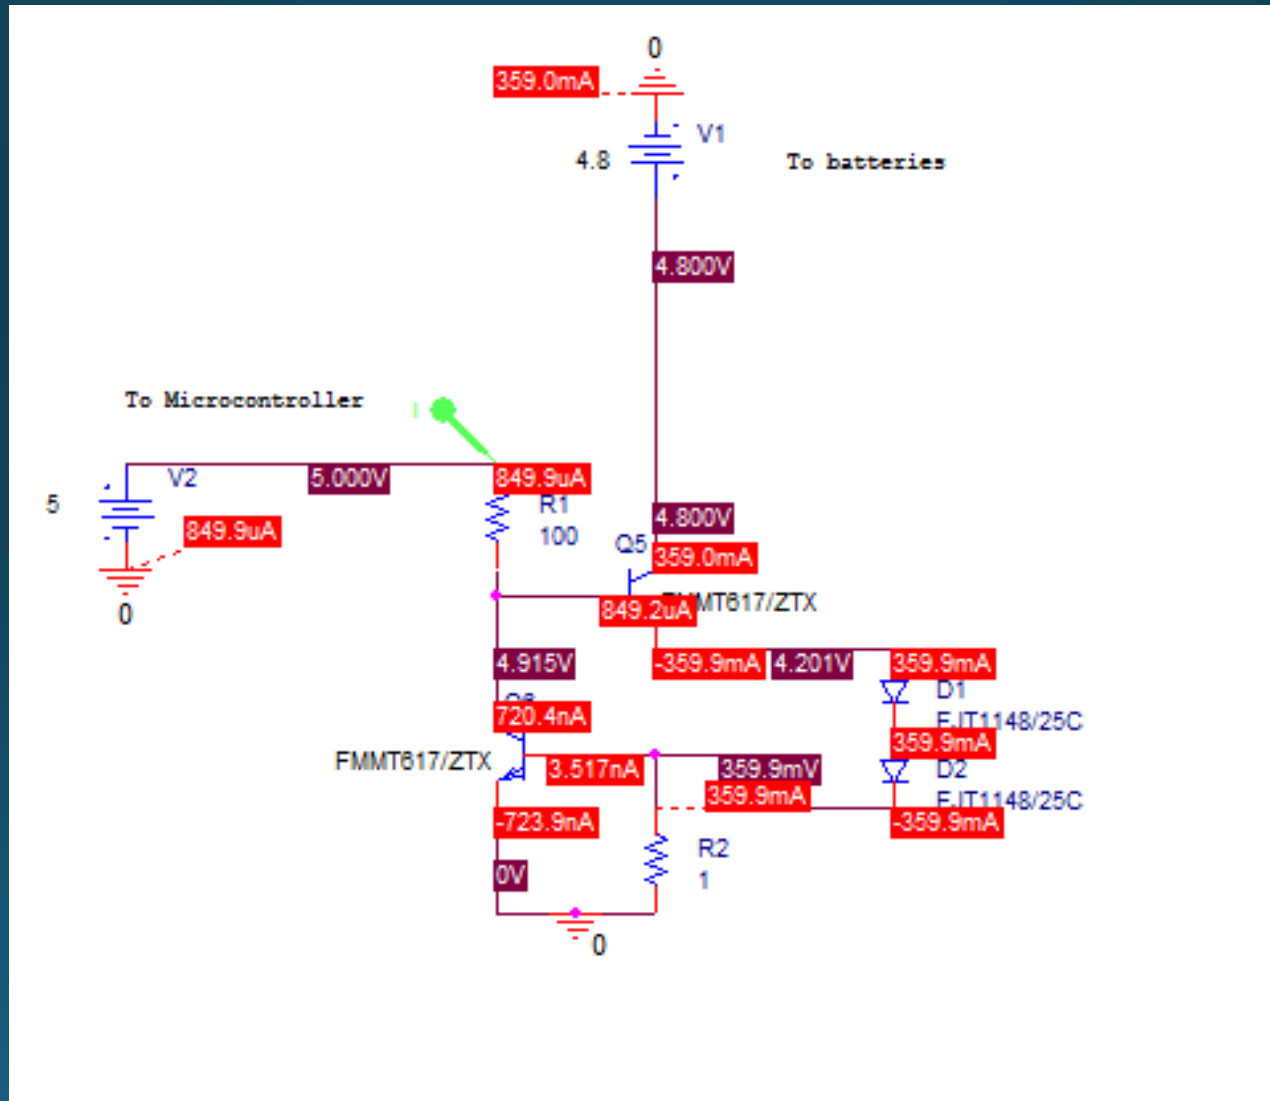 0
359.0mA
V1
4.8
To batteries
4.800V
To Microcontroller
I
V2
5.000V
849.9uA
5
R1
100
849.9uA
0
4.800V
Q5
359.0mA
849.2uA
4.915V
-359.9mA
4.201V
359.9mA
D1
720.4nA
359.9mA
FMMT617/ZTX
3.517nA
359.9mV
D2
359.9mA
-723.9nA
-359.9mA
R2
1
0V
0